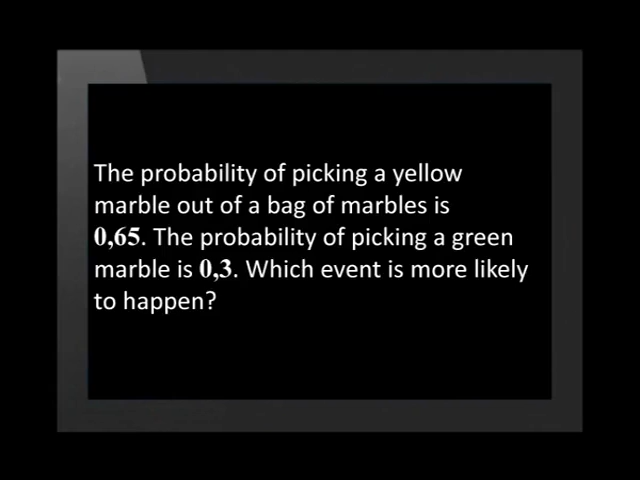 The probability of picking a yellow
marble out of a bag of marbles is
0,65. The probability of picking a green
marble is 0,3. Which event is more likely
to happen?